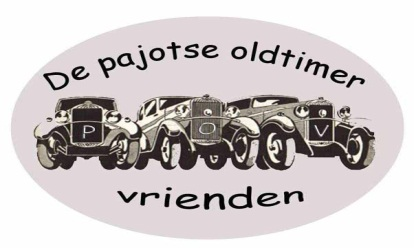 De pajotse oldtimer
P O V
vrienden